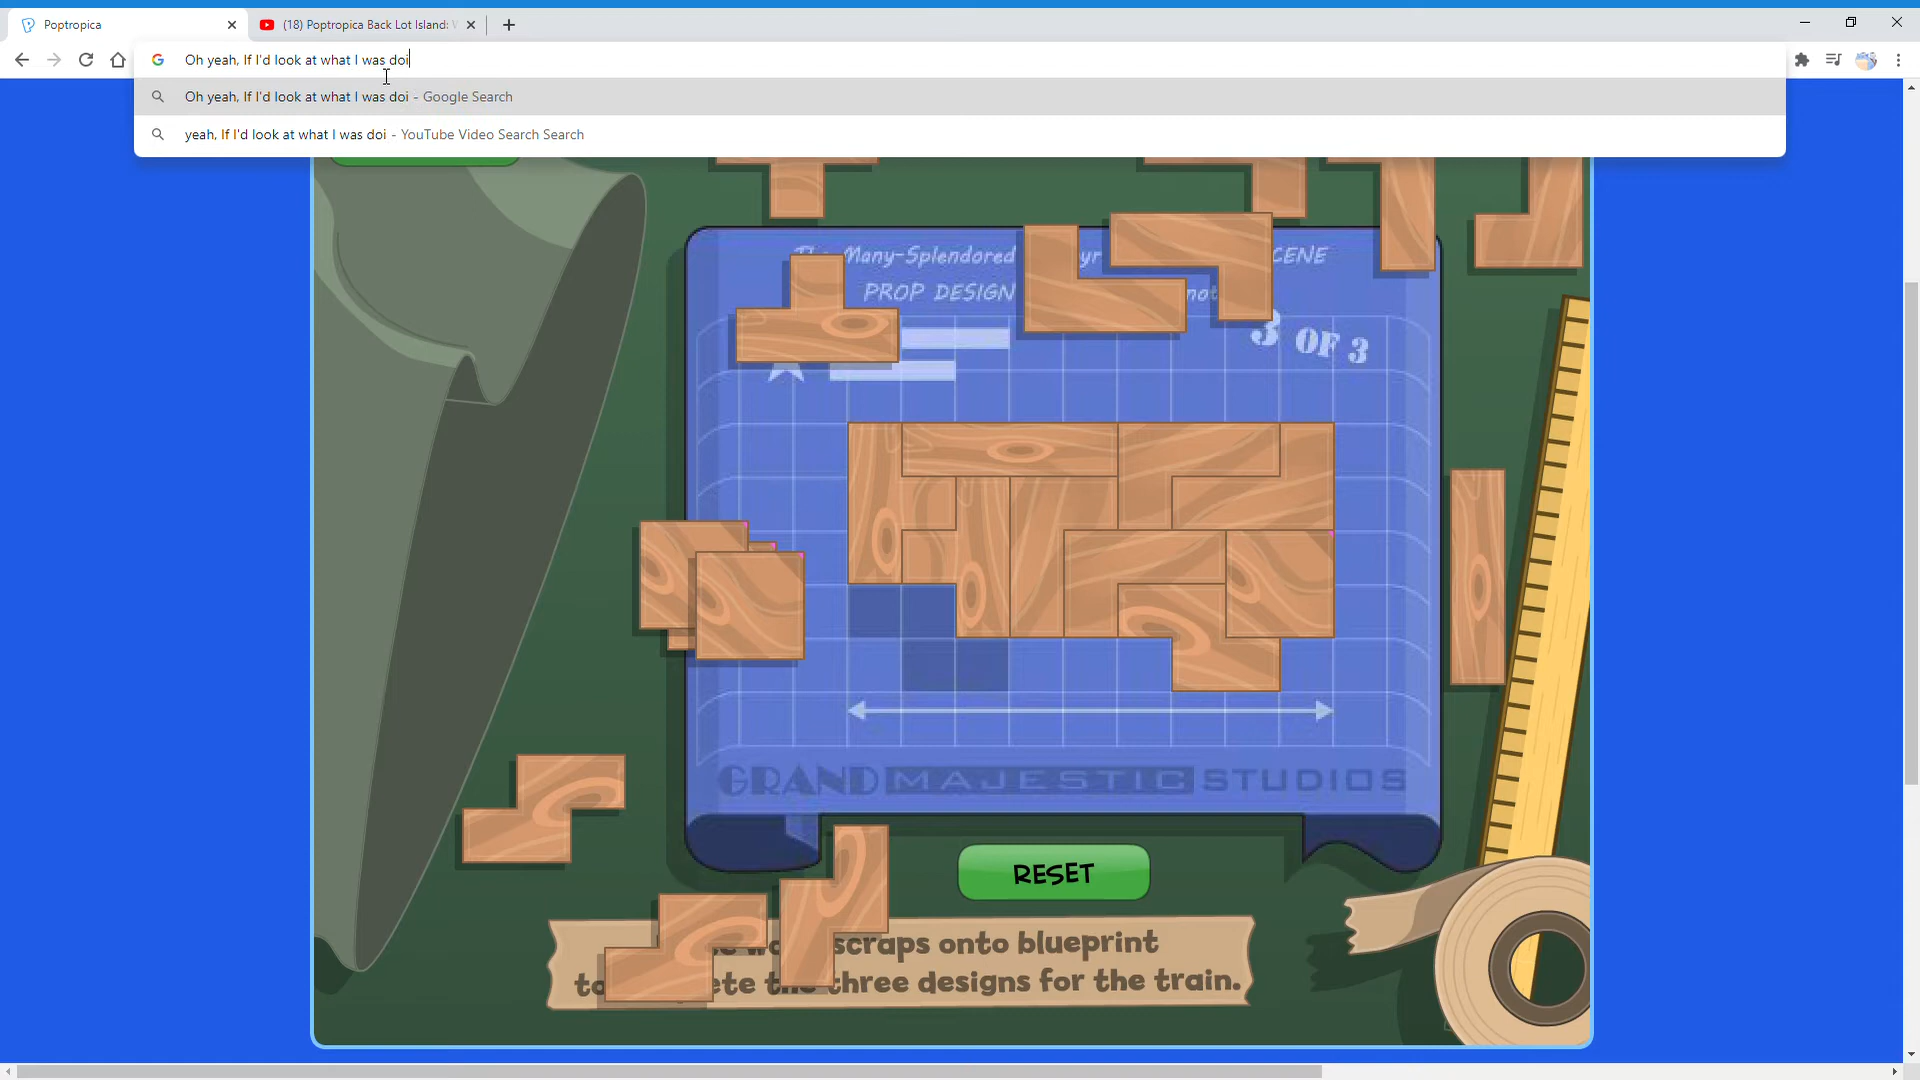 Poptropica
(18) Poptropica Back Lot Island:
Oh yeah, If I'd look at what I was doi
Oh yeah, If I'd look at what I was doi - Google Search
yeah, If I'd look at what I was doi - YouTube Video Search Search
Many-Splendored CENE
PROP DESIGN
3 OF 3
GRAND MAJESTIC STUDIOS
RESET
scraps onto blueprint
three designs for the train.